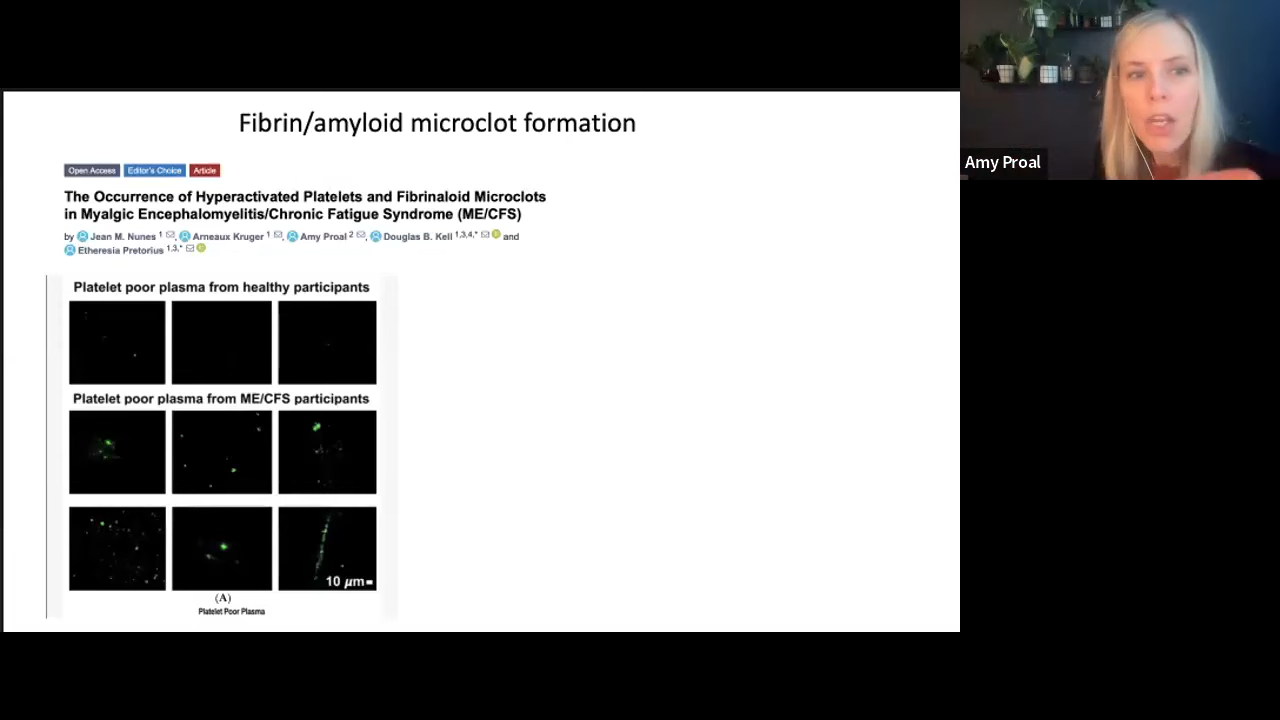 Fibrin/amyloid microclot formation
Open Access Editor's Choice Article
The Occurrence of Hyperactivated Platelets and Fibrinaloid Microclots
in Myalgic Encephalomyelitis/Chronic Fatigue Syndrome (ME/CFS)
by Jean M. Nunes 1, Arneaux Kruger 1, Amy Proal 2, Douglas B. Kell 1,3,4,* and
Etheresia Pretorius 1,3,*
Platelet poor plasma from healthy participants
Platelet poor plasma from ME/CFS participants
10 µm
(A)
Platelet Poor Plasma
Amy Proal